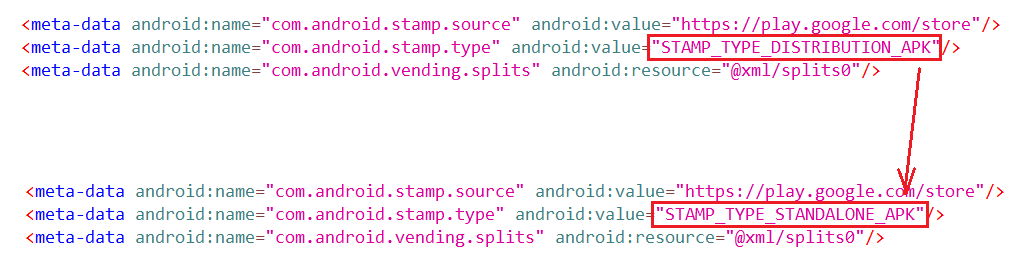 <meta-data android:name="com.android.stamp.source" android:value="https://play.google.com/store"/>
<meta-data android:name="com.android.stamp.type" android:value="STAMP_TYPE_DISTRIBUTION_APK"/>
<meta-data android:name="com.android.vending.splits" android:resource="@xml/splits0"/>
<meta-data android:name="com.android.stamp.source" android:value="https://play.google.com/store"/>
<meta-data android:name="com.android.stamp.type" android:value="STAMP_TYPE_STANDALONE_APK"/>
<meta-data android:name="com.android.vending.splits" android:resource="@xml/splits0"/>